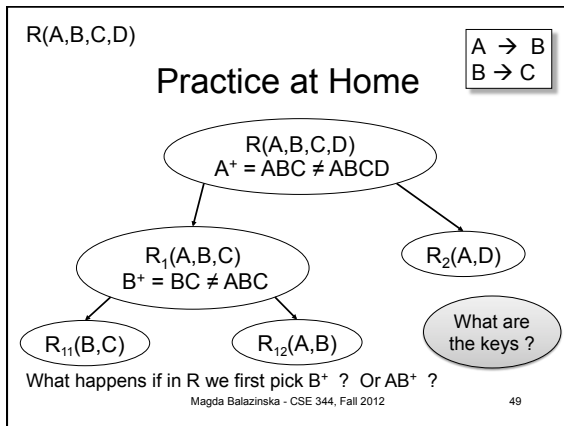 R(A,B,C,D)
A → B
B → C
Practice at Home
R(A,B,C,D)
A⁺ = ABC ≠ ABCD
R₁(A,B,C)
B⁺ = BC ≠ ABC
R₂(A,D)
R₁₁(B,C)
R₁₂(A,B)
What are
the keys ?
What happens if in R we first pick B⁺ ? Or AB⁺ ?
Magda Balazinska - CSE 344, Fall 2012
49